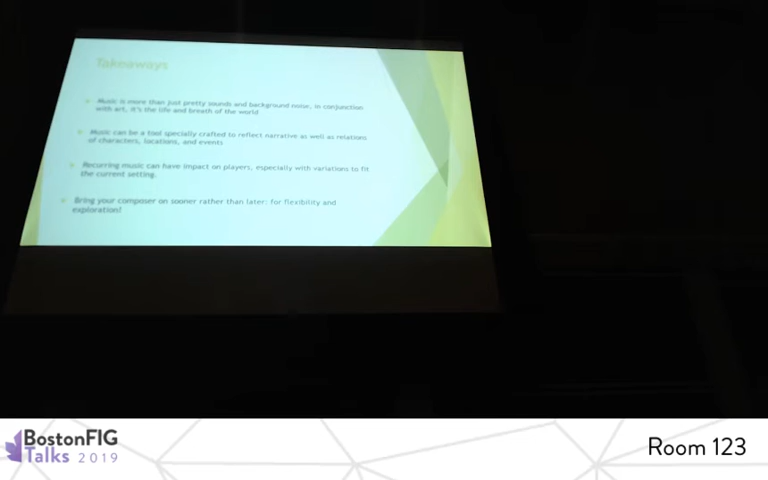 Takeaways
Music is more than just pretty sounds and background noise, in conjunction
with art, it's the life and breath of the world
Music can be a tool specially crafted to reflect narrative as well as relations
of characters, locations, and events
Recurring music can have impact on players, especially with variations to fit
the current setting.
Bring your composer on sooner rather than later: for flexibility and
exploration!
BostonFIG
Talks 2019
Room 123